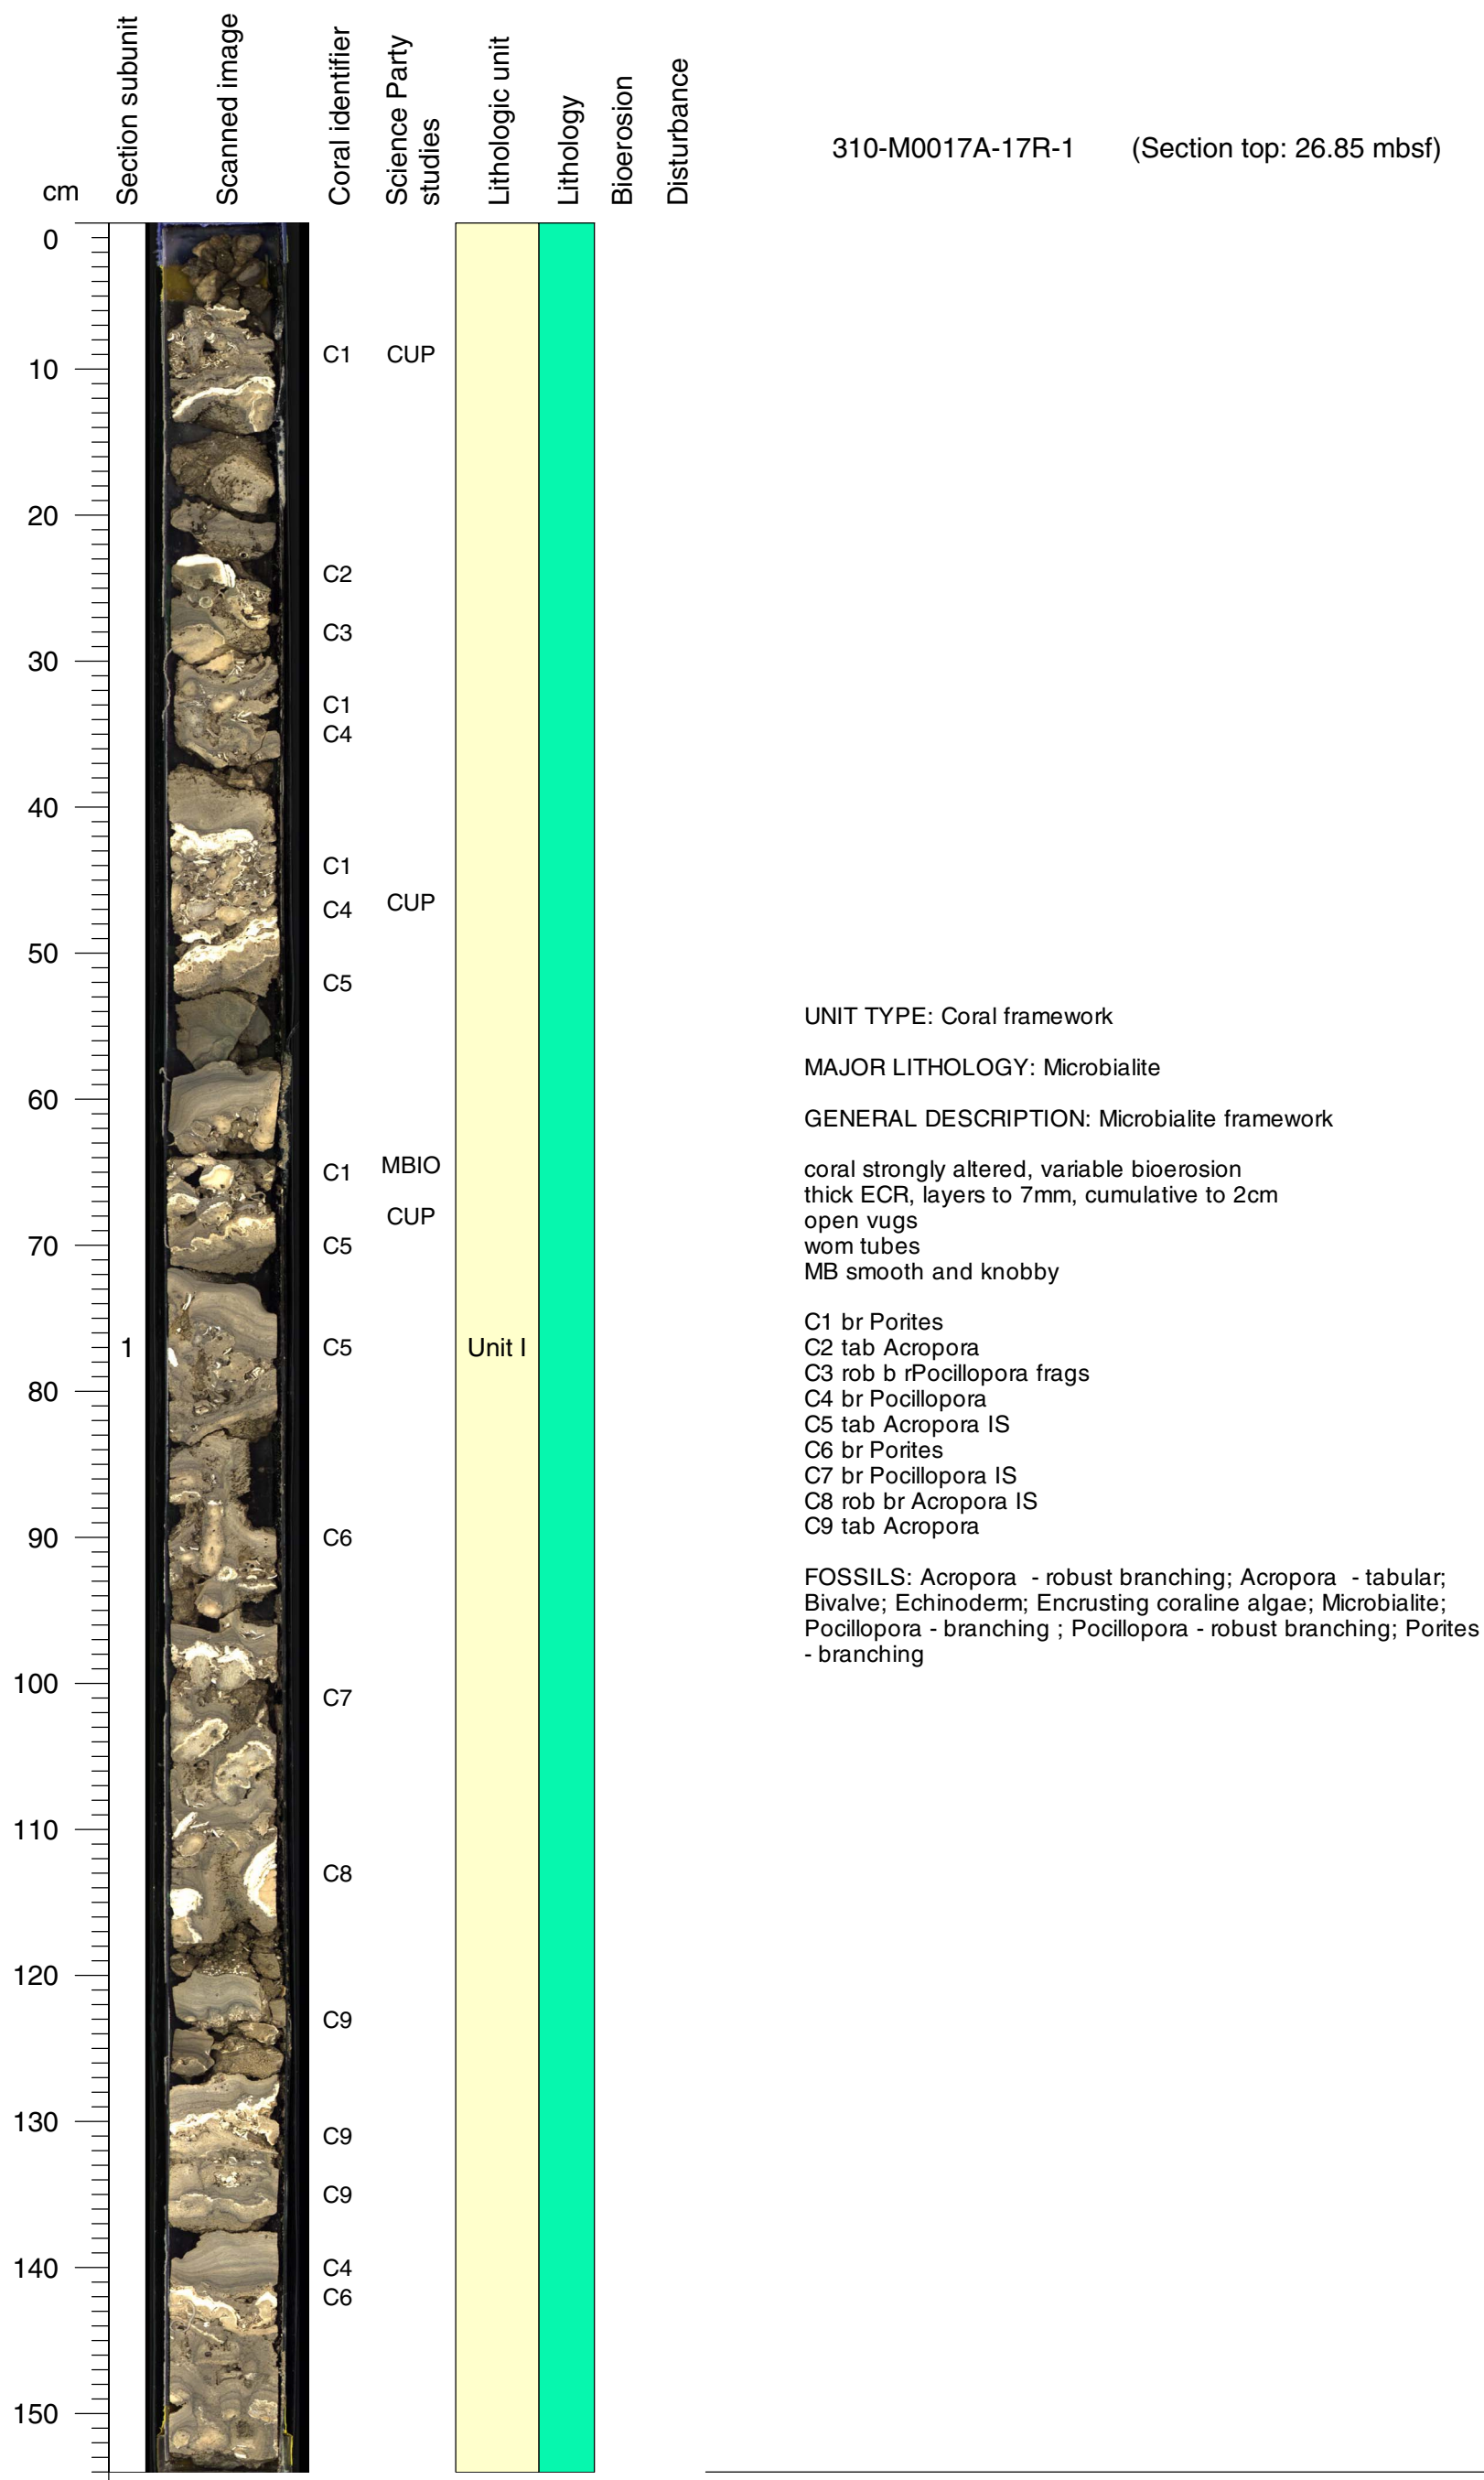 310-M0017A-17R-1 (Section top: 26.85 mbsf)
cm
Section subunit
Scanned image
Coral identifier
Science Party
studies
Lithologic unit
Lithology
Bioerosion
Disturbance
0
10
20
30
40
50
60
70
80
90
100
110
120
130
140
150
1
C1
C2
C3
C1
C4
C1
C4
C5
C1
C5
C5
C6
C7
C8
C9
C9
C9
C4
C6
CUP
CUP
MBIO
CUP
Unit I
UNIT TYPE: Coral framework
MAJOR LITHOLOGY: Microbialite
GENERAL DESCRIPTION: Microbialite framework
coral strongly altered, variable bioerosion
thick ECR, layers to 7mm, cumulative to 2cm
open vugs
wom tubes
MB smooth and knobby
C1 br Porites
C2 tab Acropora
C3 rob b rPocillopora frags
C4 br Pocillopora
C5 tab Acropora IS
C6 br Porites
C7 br Pocillopora IS
C8 rob br Acropora IS
C9 tab Acropora
FOSSILS: Acropora - robust branching; Acropora - tabular;
Bivalve; Echinoderm; Encrusting coraline algae; Microbialite;
Pocillopora - branching ; Pocillopora - robust branching; Porites
- branching